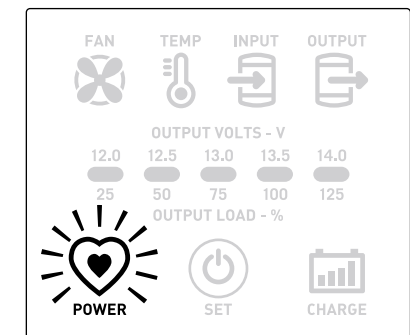 FAN TEMP INPUT OUTPUT
OUTPUT VOLTS - V
12.0 12.5 13.0 13.5 14.0
25 50 75 100 125
OUTPUT LOAD - %
POWER SET CHARGE